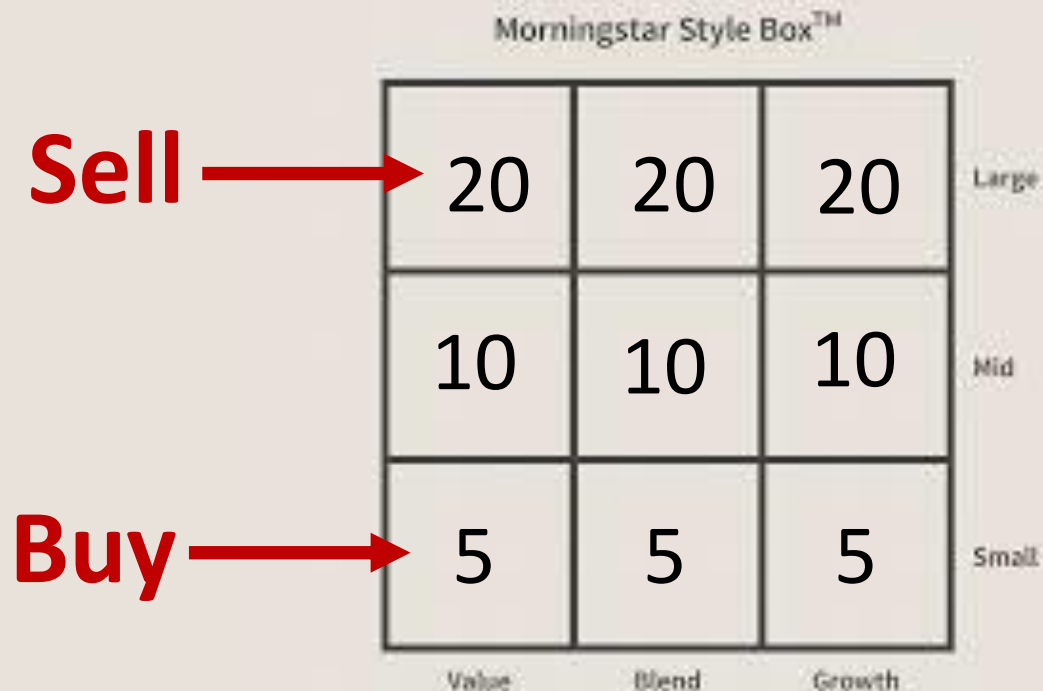 Morningstar Style Box™
Sell 20 20 20 Large
10 10 10 Mid
Buy 5 5 5 Small
Value Blend Growth